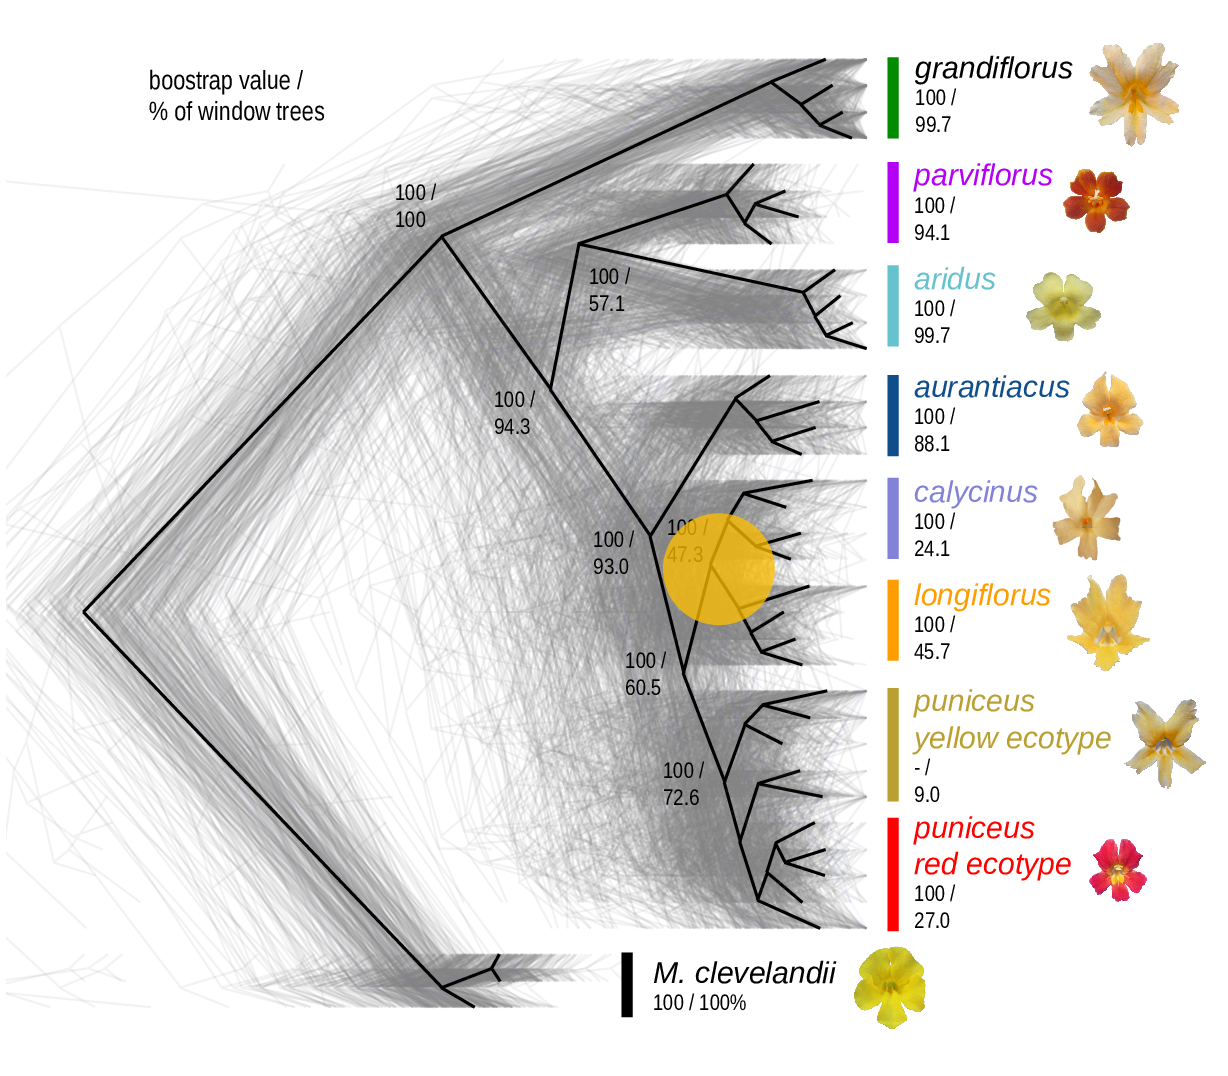 boostrap value /
% of window trees
grandiflorus
100 /
99.7
parviflorus
100 /
94.1
aridus
100 /
99.7
aurantiacus
100 /
88.1
calycinus
100 /
24.1
longiflorus
100 /
45.7
puniceus
yellow ecotype
- /
9.0
puniceus
red ecotype
100 /
27.0
M. clevelandii
100 / 100%
100 /
100
100 /
57.1
100 /
94.3
100 /
93.0
100 /
47.3
100 /
60.5
100 /
72.6